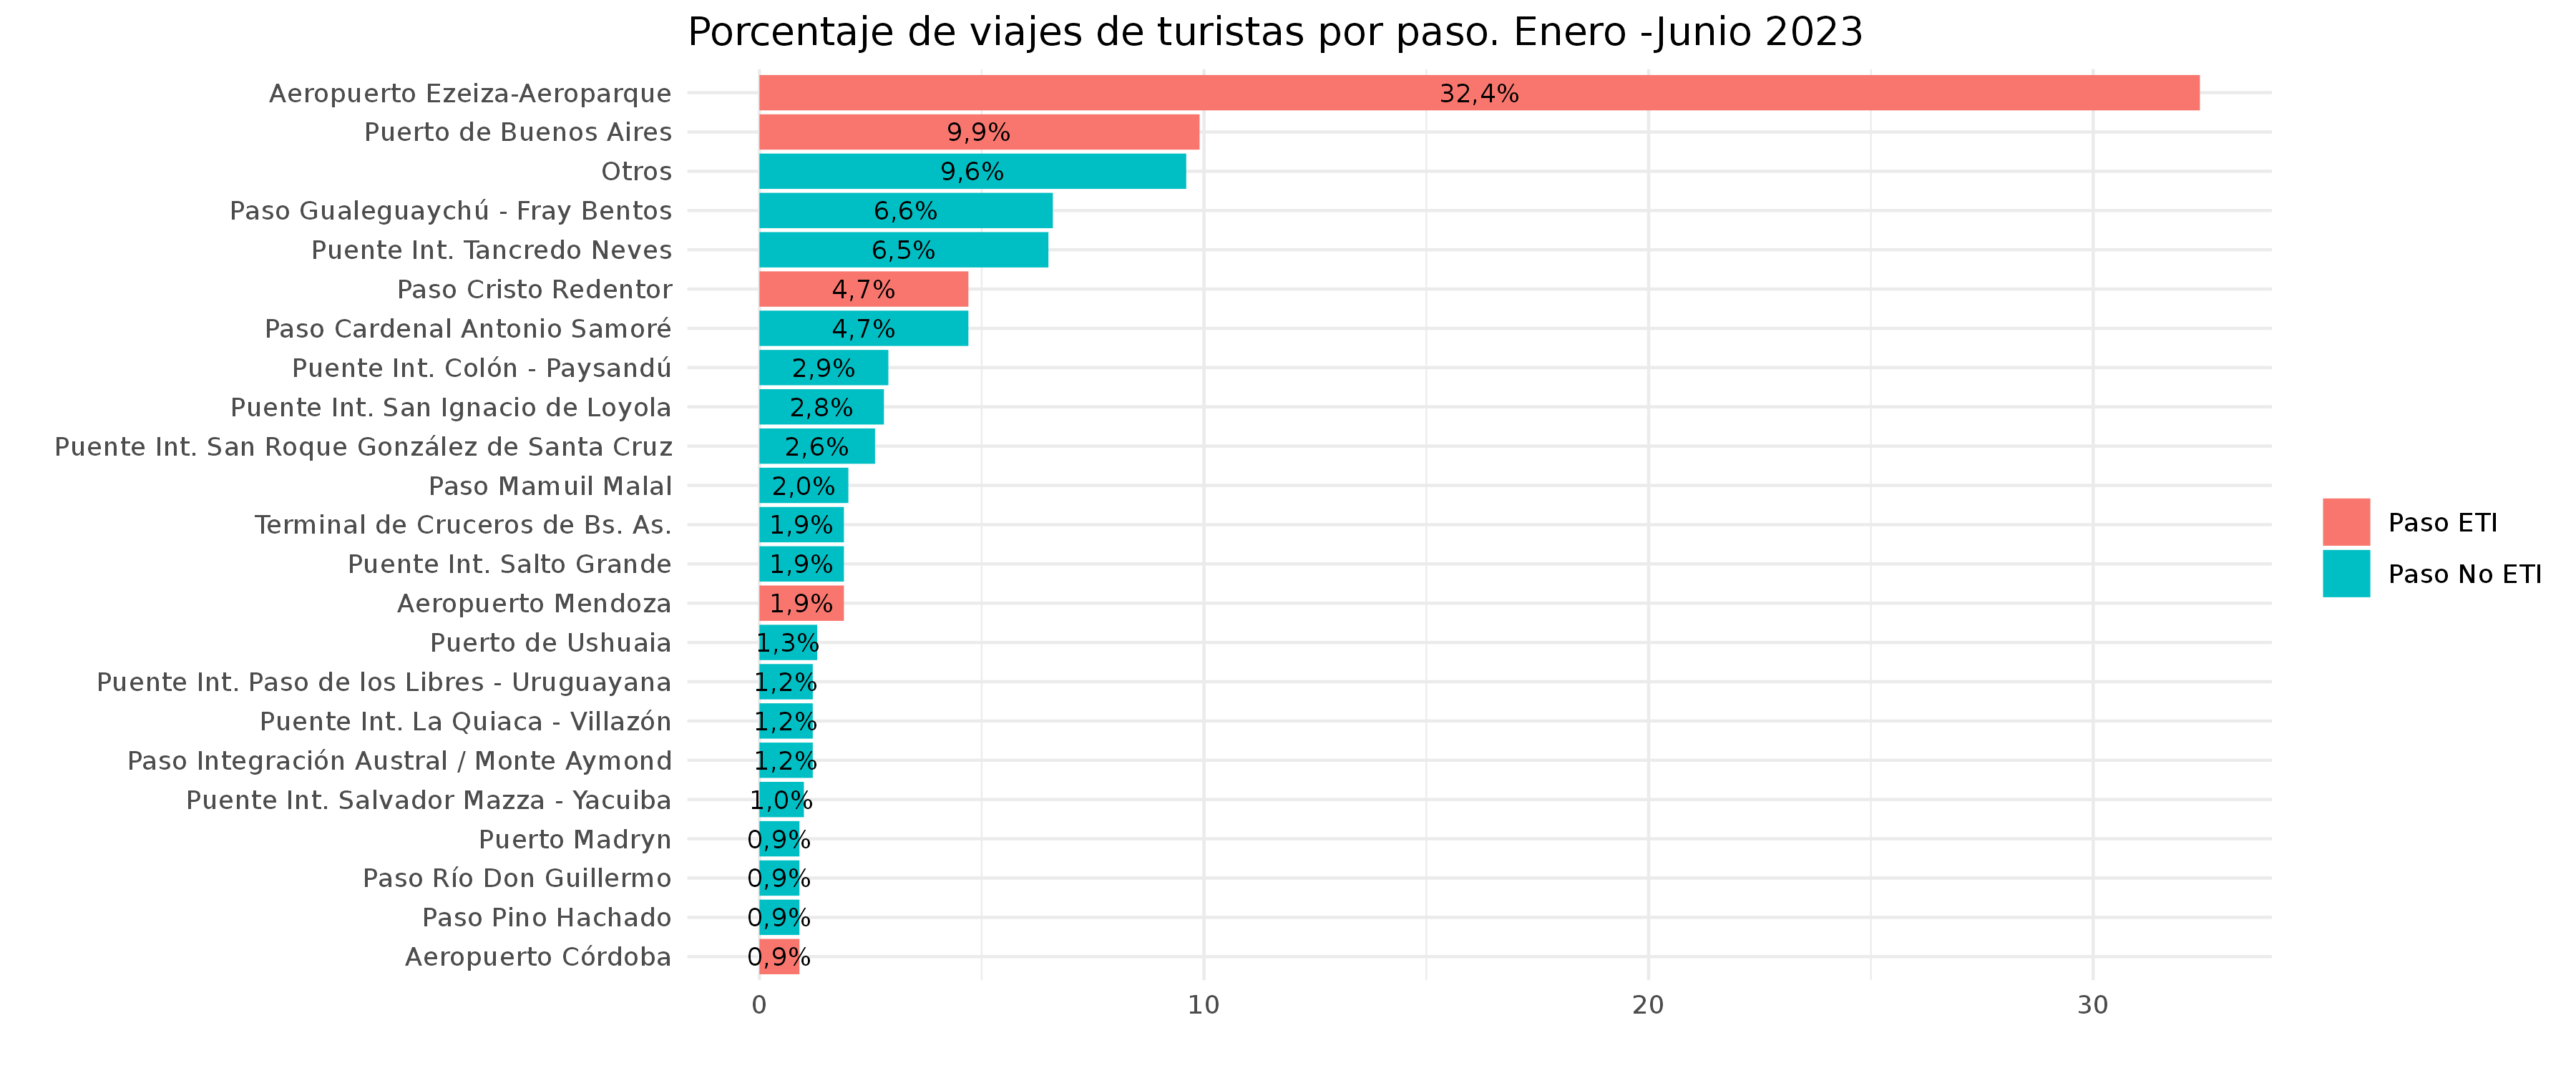 Porcentaje de viajes de turistas por paso. Enero -Junio 2023
Aeropuerto Ezeiza-Aeroparque 32,4%
Puerto de Buenos Aires 9,9%
Otros 9,6%
Paso Gualeguaychú - Fray Bentos 6,6%
Puente Int. Tancredo Neves 6,5%
Paso Cristo Redentor 4,7%
Paso Cardenal Antonio Samoré 4,7%
Puente Int. Colón - Paysandú 2,9%
Puente Int. San Ignacio de Loyola 2,8%
Puente Int. San Roque González de Santa Cruz 2,6%
Paso Mamuil Malal 2,0%
Terminal de Cruceros de Bs. As. 1,9%
Puente Int. Salto Grande 1,9%
Aeropuerto Mendoza 1,9%
Puerto de Ushuaia 1,3%
Puente Int. Paso de los Libres - Uruguayana 1,2%
Puente Int. La Quiaca - Villazón 1,2%
Paso Integración Austral / Monte Aymond 1,2%
Puente Int. Salvador Mazza - Yacuiba 1,0%
Puerto Madryn 0,9%
Paso Río Don Guillermo 0,9%
Paso Pino Hachado 0,9%
Aeropuerto Córdoba 0,9%
0 10 20 30
Paso ETI
Paso No ETI